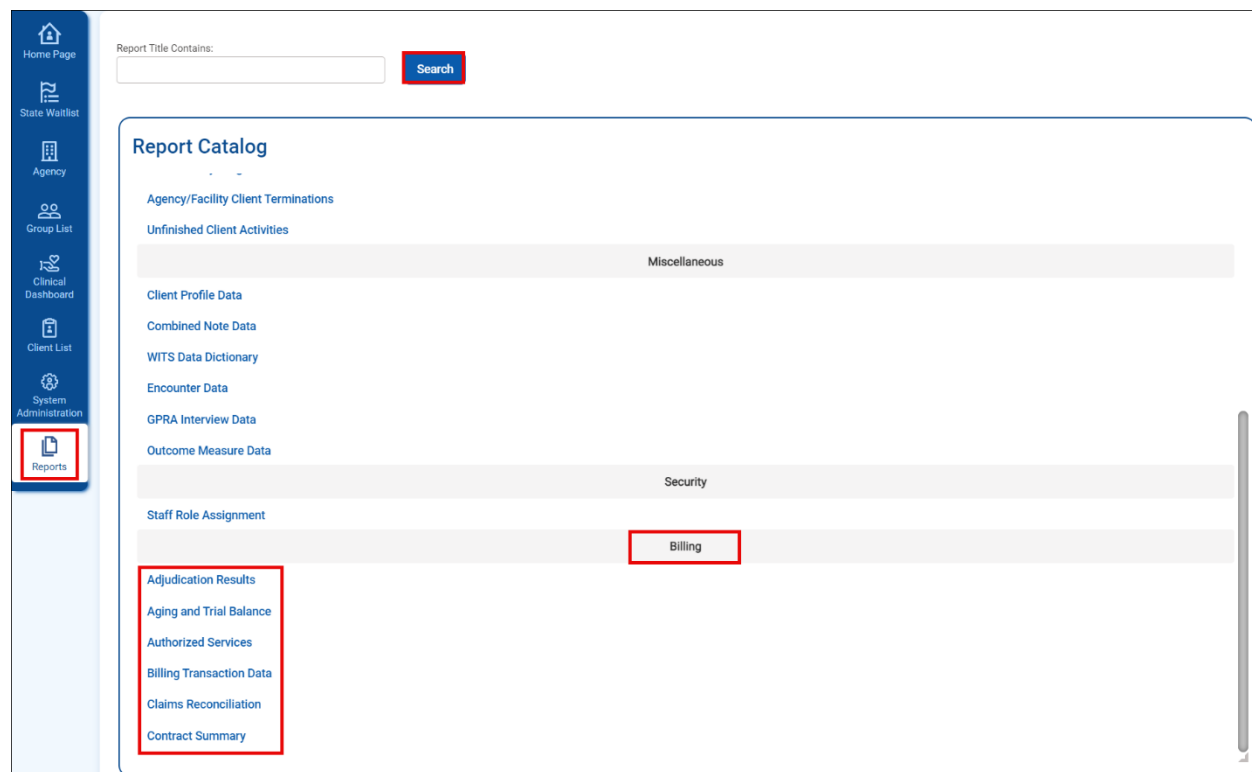 Home Page
State Waitlist
Agency
Group List
Clinical
Dashboard
Client List
System
Administration
Reports
Report Title Contains:
Search
Report Catalog
Agency/Facility Client Terminations
Unfinished Client Activities
Miscellaneous
Client Profile Data
Combined Note Data
WITS Data Dictionary
Encounter Data
GPRA Interview Data
Outcome Measure Data
Security
Staff Role Assignment
Billing
Adjudication Results
Aging and Trial Balance
Authorized Services
Billing Transaction Data
Claims Reconciliation
Contract Summary